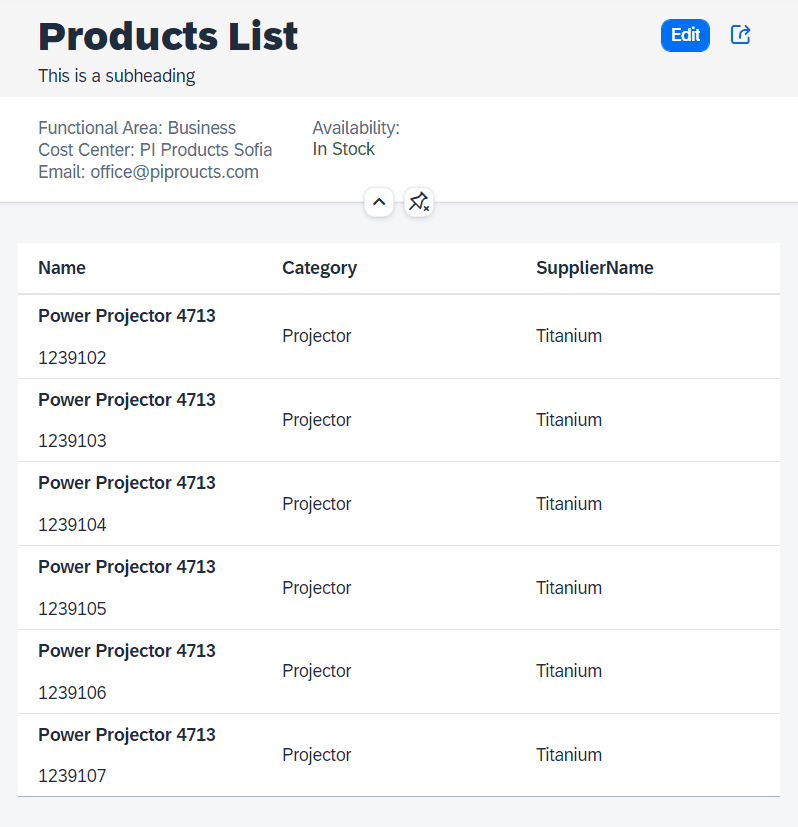 Products List
Edit
This is a subheading
Functional Area: Business
Cost Center: PI Products Sofia
Email: office@piproucts.com
Availability:
In Stock
Name Category SupplierName
Power Projector 4713
1239102
Projector
Titanium
Power Projector 4713
1239103
Projector
Titanium
Power Projector 4713
1239104
Projector
Titanium
Power Projector 4713
1239105
Projector
Titanium
Power Projector 4713
1239106
Projector
Titanium
Power Projector 4713
1239107
Projector
Titanium